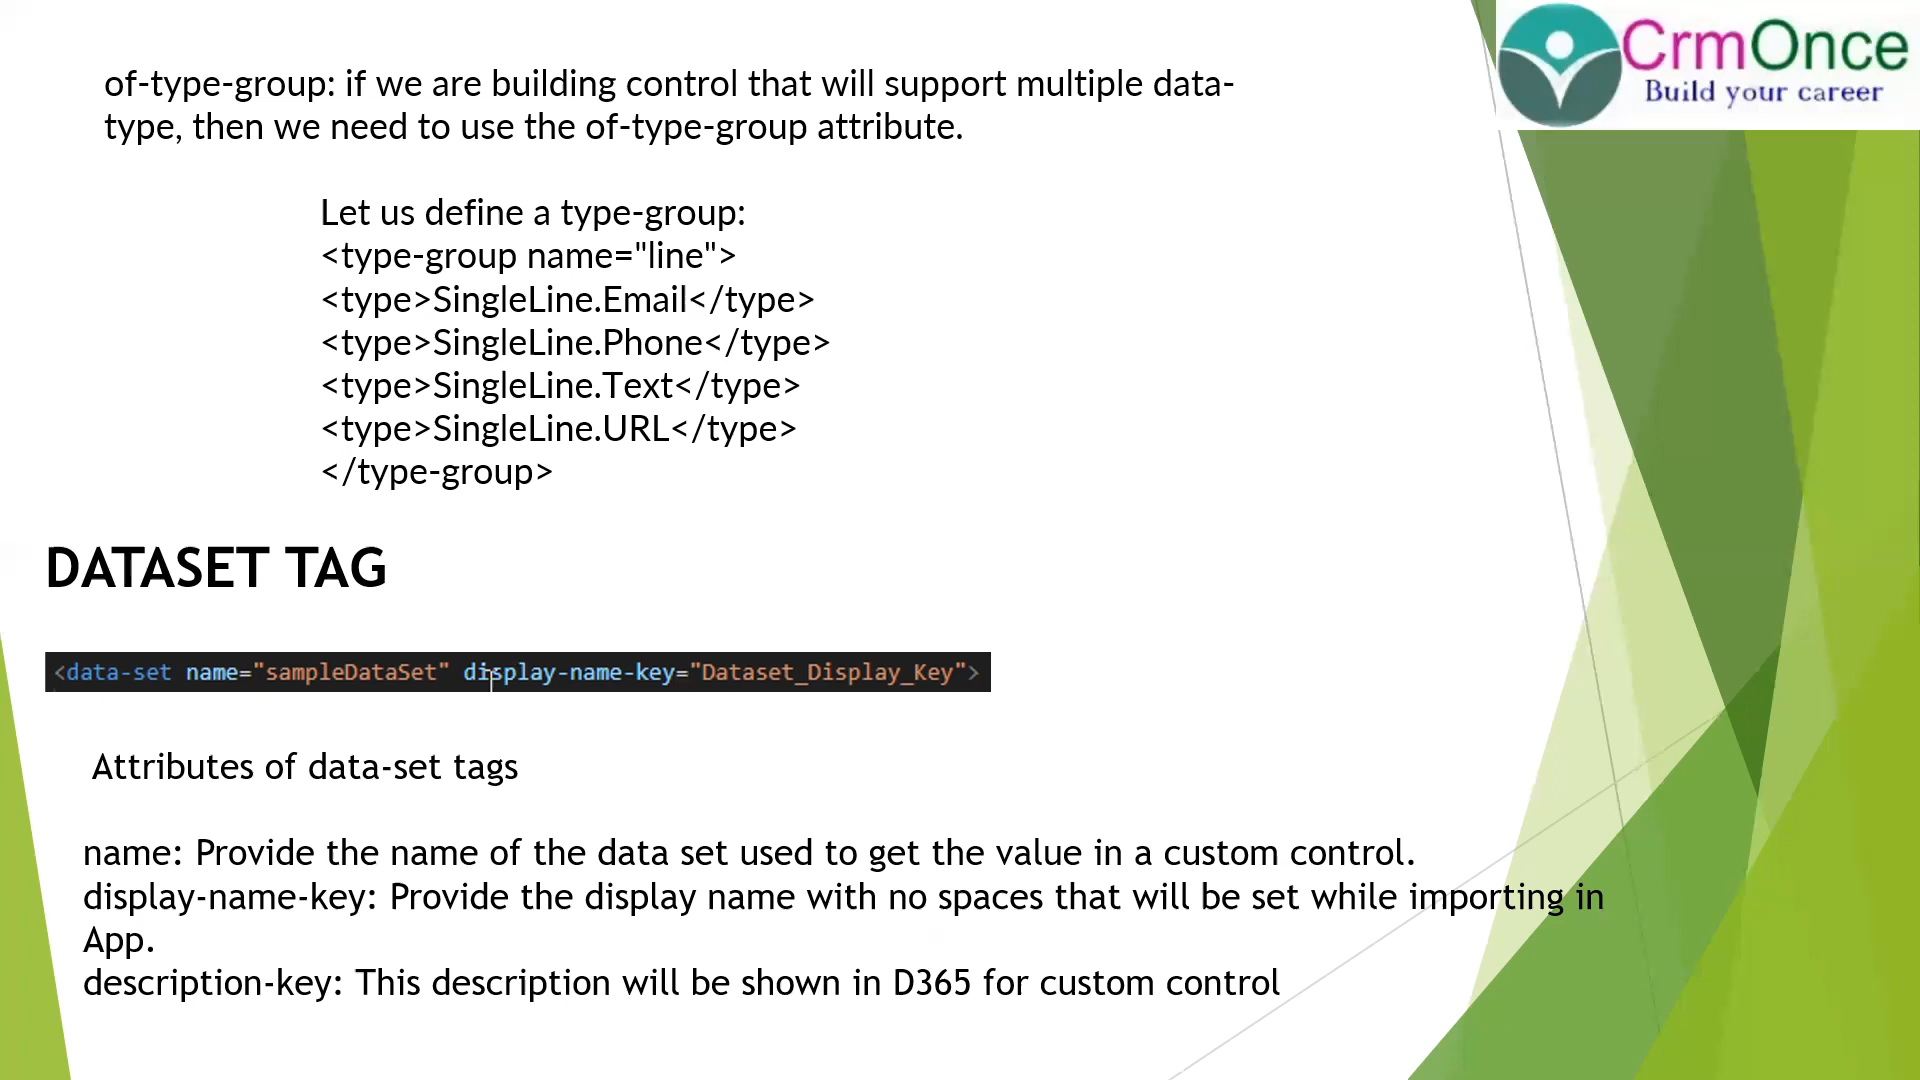 CrmOnce
Build your career
of-type-group: if we are building control that will support multiple data-
type, then we need to use the of-type-group attribute.
Let us define a type-group:
<type-group name="line">
<type>SingleLine.Email</type>
<type>SingleLine.Phone</type>
<type>SingleLine.Text</type>
<type>SingleLine.URL</type>
</type-group>
DATASET TAG
<data-set name="sampleDataSet" display-name-key="Dataset_Display_Key">
Attributes of data-set tags
name: Provide the name of the data set used to get the value in a custom control.
display-name-key: Provide the display name with no spaces that will be set while importing in
App.
description-key: This description will be shown in D365 for custom control